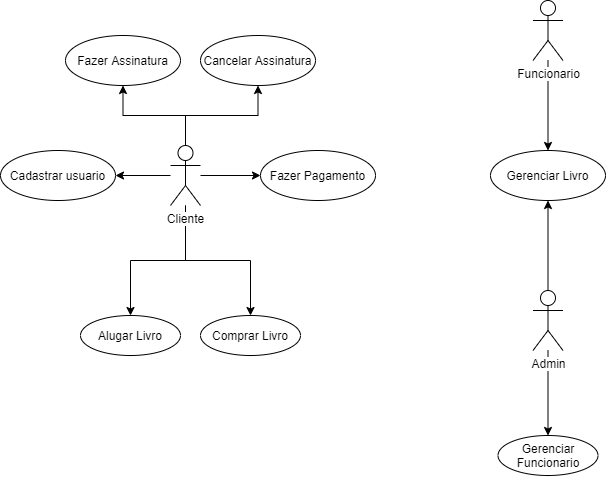 Fazer Assinatura
Cancelar Assinatura
Funcionario
Cadastrar usuario
Fazer Pagamento
Gerenciar Livro
Cliente
Alugar Livro
Comprar Livro
Admin
Gerenciar
Funcionario